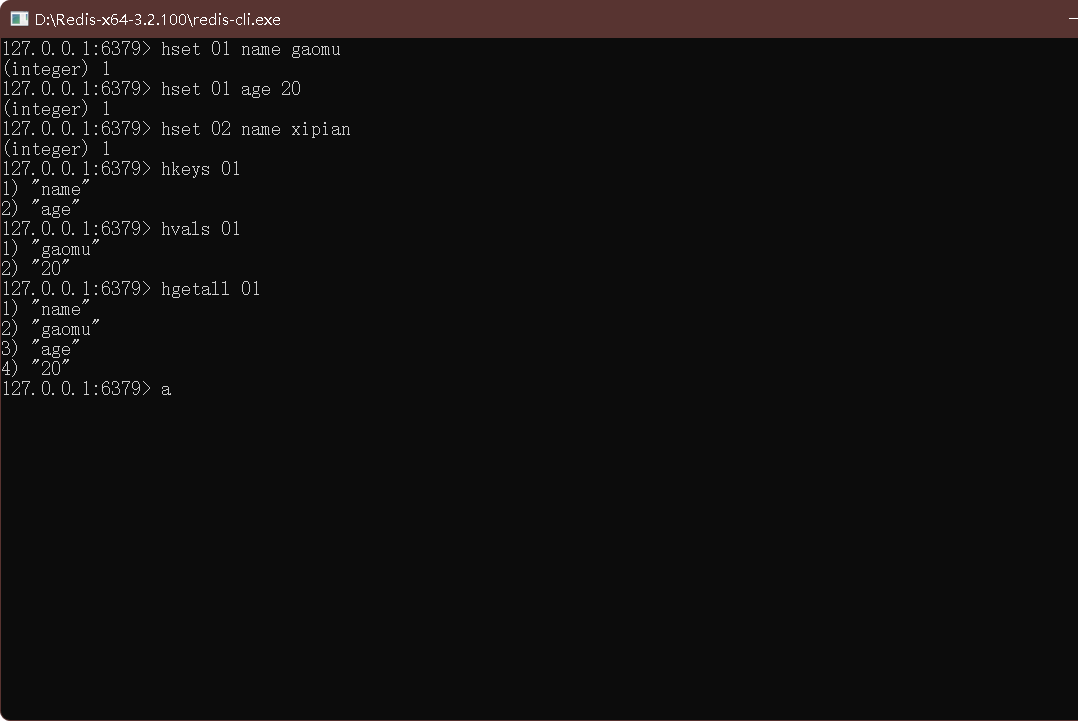 D:\Redis-x64-3.2.100\redis-cli.exe
127.0.0.1:6379> hset 01 name gaomu
(integer) 1
127.0.0.1:6379> hset 01 age 20
(integer) 1
127.0.0.1:6379> hset 02 name xipian
(integer) 1
127.0.0.1:6379> hkeys 01
1) "name"
2) "age"
127.0.0.1:6379> hvals 01
1) "gaomu"
2) "20"
127.0.0.1:6379> hgetall 01
1) "name"
2) "gaomu"
3) "age"
4) "20"
127.0.0.1:6379> a